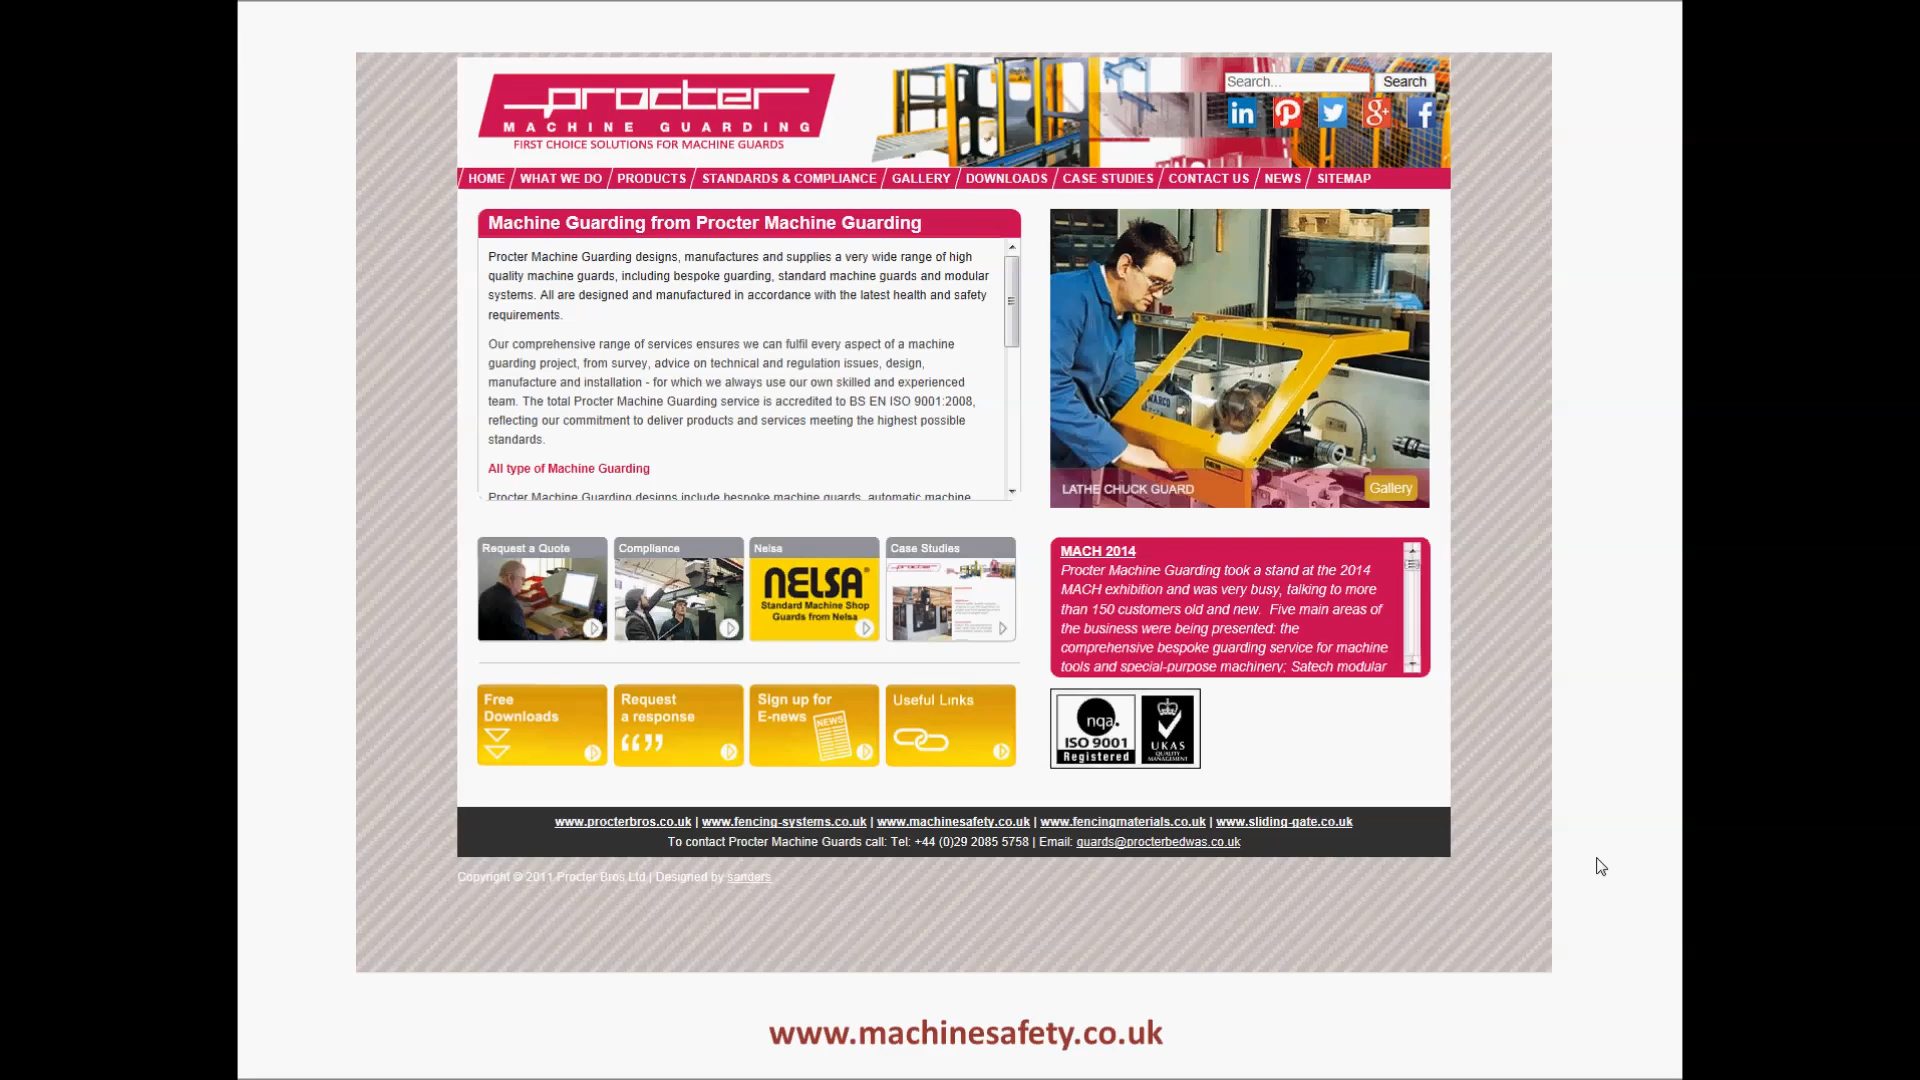 procter
MACHINE GUARDING
FIRST CHOICE SOLUTIONS FOR MACHINE GUARDS
Search...
Search
HOME
WHAT WE DO
PRODUCTS
STANDARDS & COMPLIANCE
GALLERY
DOWNLOADS
CASE STUDIES
CONTACT US
NEWS
SITEMAP
Machine Guarding from Procter Machine Guarding
Procter Machine Guarding designs, manufactures and supplies a very wide range of high
quality machine guards, including bespoke guarding, standard machine guards and modular
systems. All are designed and manufactured in accordance with the latest health and safety
requirements.
Our comprehensive range of services ensures we can fulfil every aspect of a machine
guarding project, from survey, advice on technical and regulation issues, design,
manufacture and installation - for which we always use our own skilled and experienced
team. The total Procter Machine Guarding service is accredited to BS EN ISO 9001:2008,
reflecting our commitment to deliver products and services meeting the highest possible
standards.
All type of Machine Guarding
Procter Machine Guarding designs include bespoke machine guards, automatic machine
LATHE CHUCK GUARD
Gallery
Request a Quote
Compliance
Nelsa
NELSA®
Standard Machine Shop
Guards from Nelsa
Case Studies
MACH 2014
Procter Machine Guarding took a stand at the 2014
MACH exhibition and was very busy, talking to more
than 150 customers old and new. Five main areas of
the business were being presented: the
comprehensive bespoke guarding service for machine
tools and special-purpose machinery; Satech modular
Free
Downloads
Request
a response
Sign up for
E-news
NEWS
Useful Links
nqa.
ISO 9001
Registered
UKAS
QUALITY
MANAGEMENT
www.procterbros.co.uk | www.fencing-systems.co.uk | www.machinesafety.co.uk | www.fencingmaterials.co.uk | www.sliding-gate.co.uk
To contact Procter Machine Guards call: Tel: +44 (0)29 2085 5758 | Email: guards@procterbedwas.co.uk
Copyright © 2011 Procter Bros Ltd | Designed by sanders
www.machinesafety.co.uk